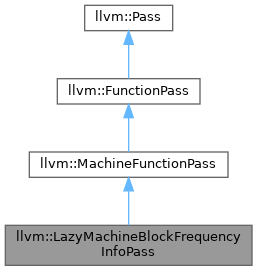 llvm::Pass
llvm::FunctionPass
llvm::MachineFunctionPass
llvm::LazyMachineBlockFrequency
InfoPass